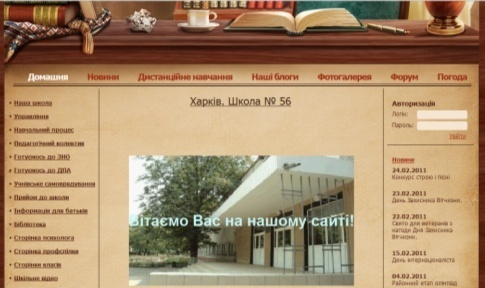 Домашня Новини Дистанційне навчання Наші блоги Фотогалерея Форум Погода
Наша школа
Управління
Навчальний процес
Педагогічний колектив
Готуємось до ЗНО
Готуємось до ДПА
Учнівське самоврядування
Прийом до школи
Інформація для батьків
Бібліотека
Сторінка психолога
Сторінка профспілки
Сторінки класів
Шкільне відео
Харків. Школа № 56
Вітаємо Вас на нашому сайті!
Авторизація
Логін:
Пароль:
Увійти
Новини
24.02.2011
Конкурс строю і пісні
23.02.2011
День Захисника Вітчизни.
22.02.2011
Свято для ветеранів з
нагоди Дня Захисника
Вітчизни.
15.02.2011
День інтернаціоналіста
04.02.2011
Районний етап олімпіад